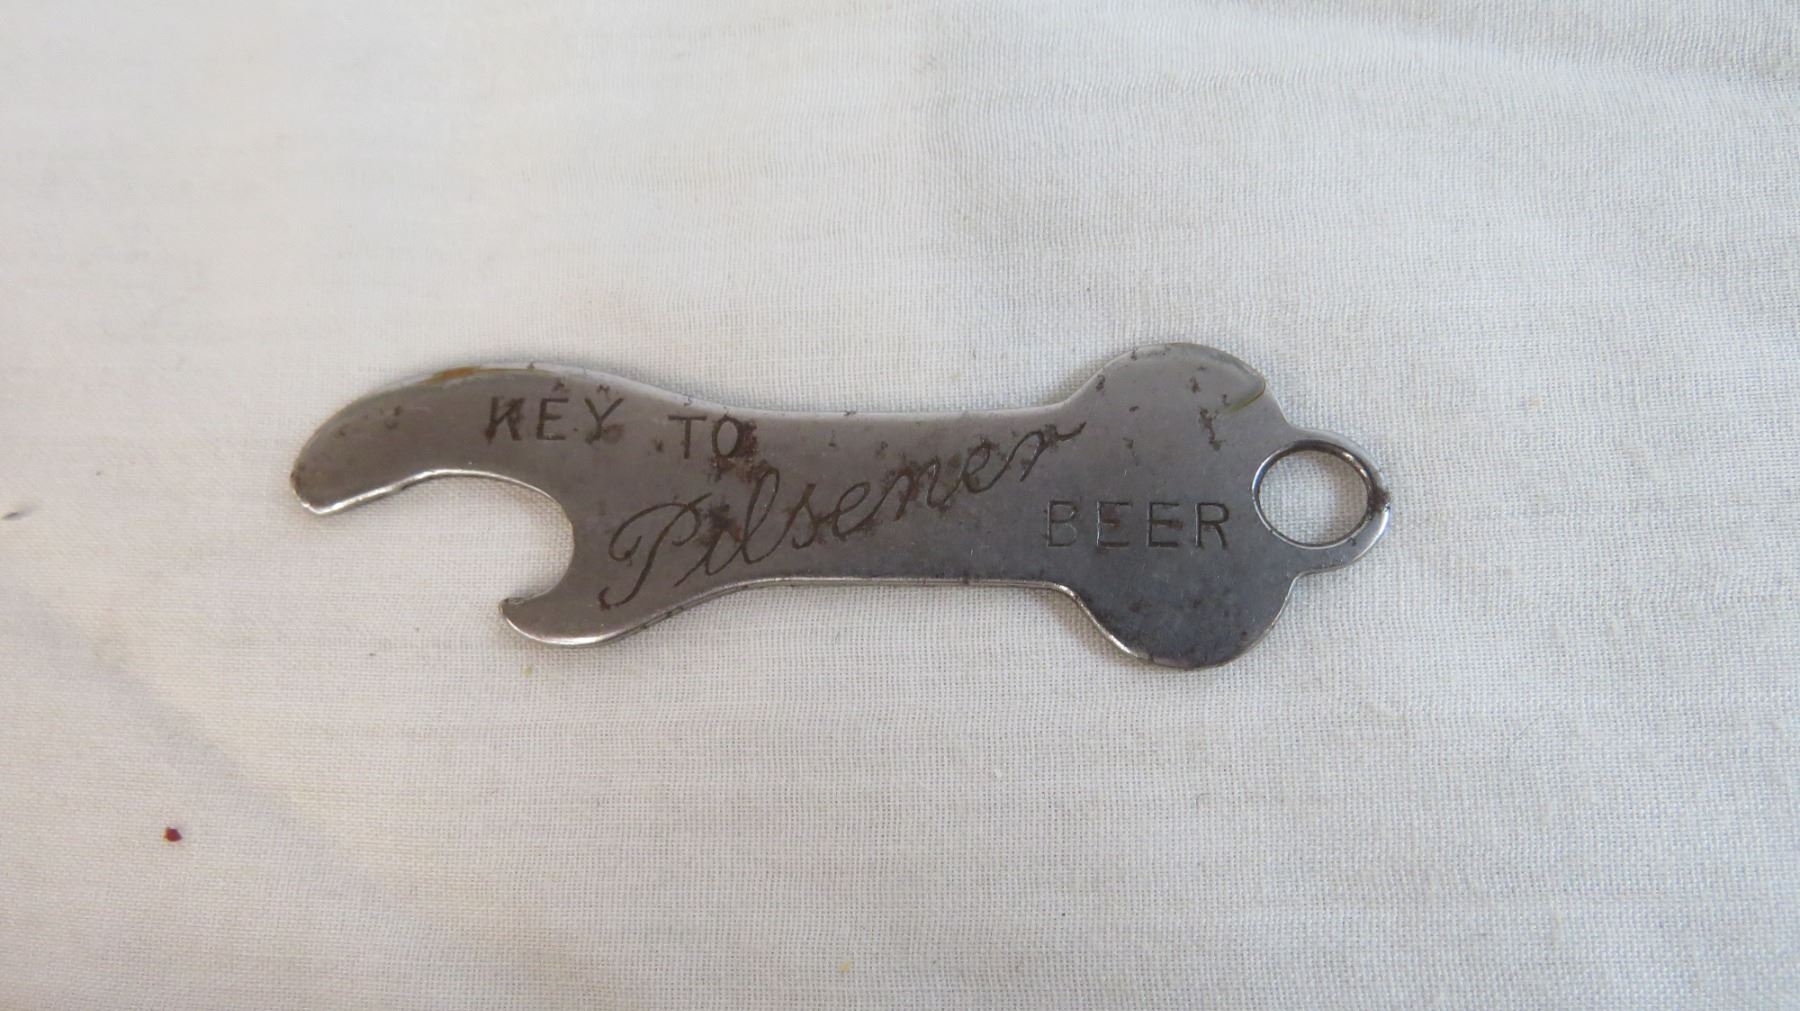 KEY TO
Pilsener
BEER